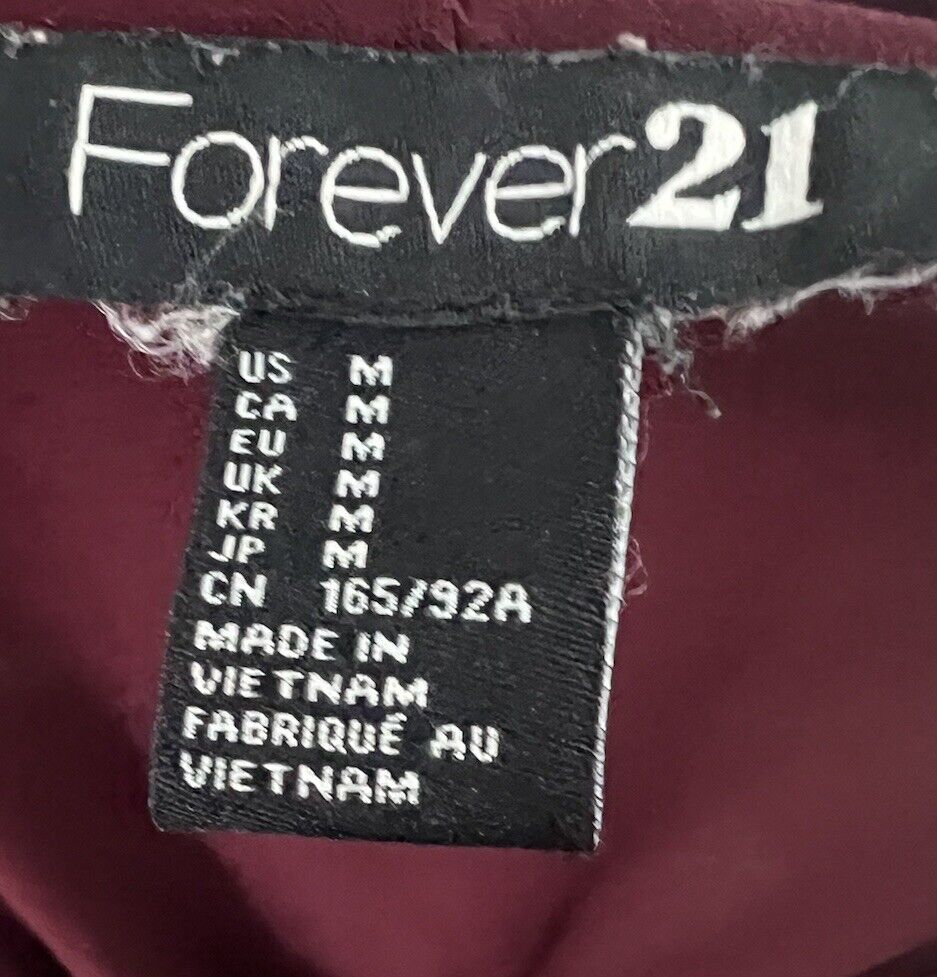 Forever21
US M
CA M
EU M
UK M
KR M
JP M
CN 165/92A
MADE IN
VIETNAM
FABRIQUÉ AU
VIETNAM